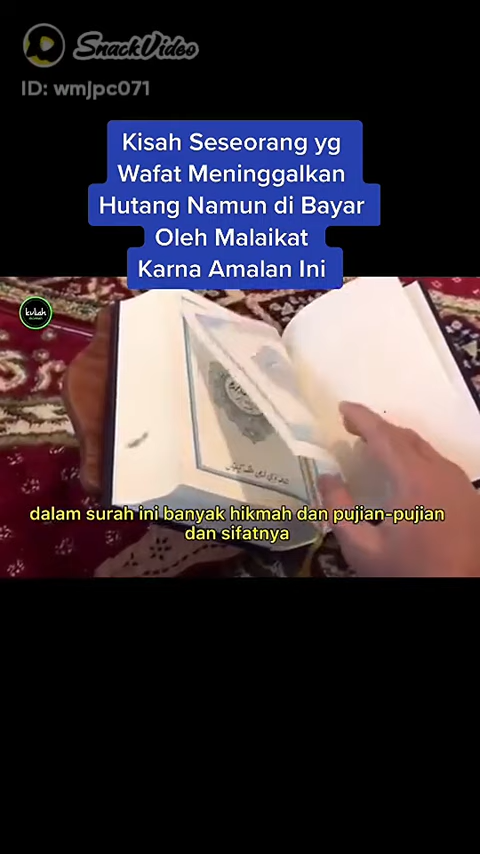 SnackVideo
ID: wmjpc071
Kisah Seseorang yg
Wafat Meninggalkan
Hutang Namun di Bayar
Oleh Malaikat
Karna Amalan Ini
kuliah
dalam surah ini banyak hikmah dan pujian-pujian
dan sifatnya